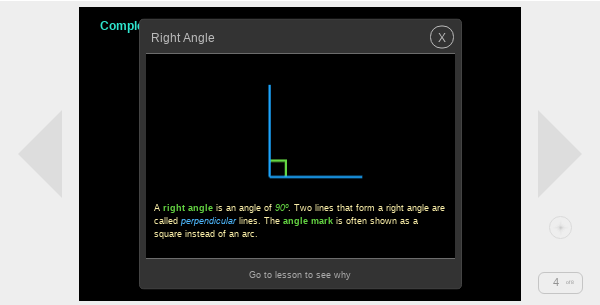 Comple
Right Angle
X
A right angle is an angle of 90º. Two lines that form a right angle are
called perpendicular lines. The angle mark is often shown as a
square instead of an arc.
Go to lesson to see why
4